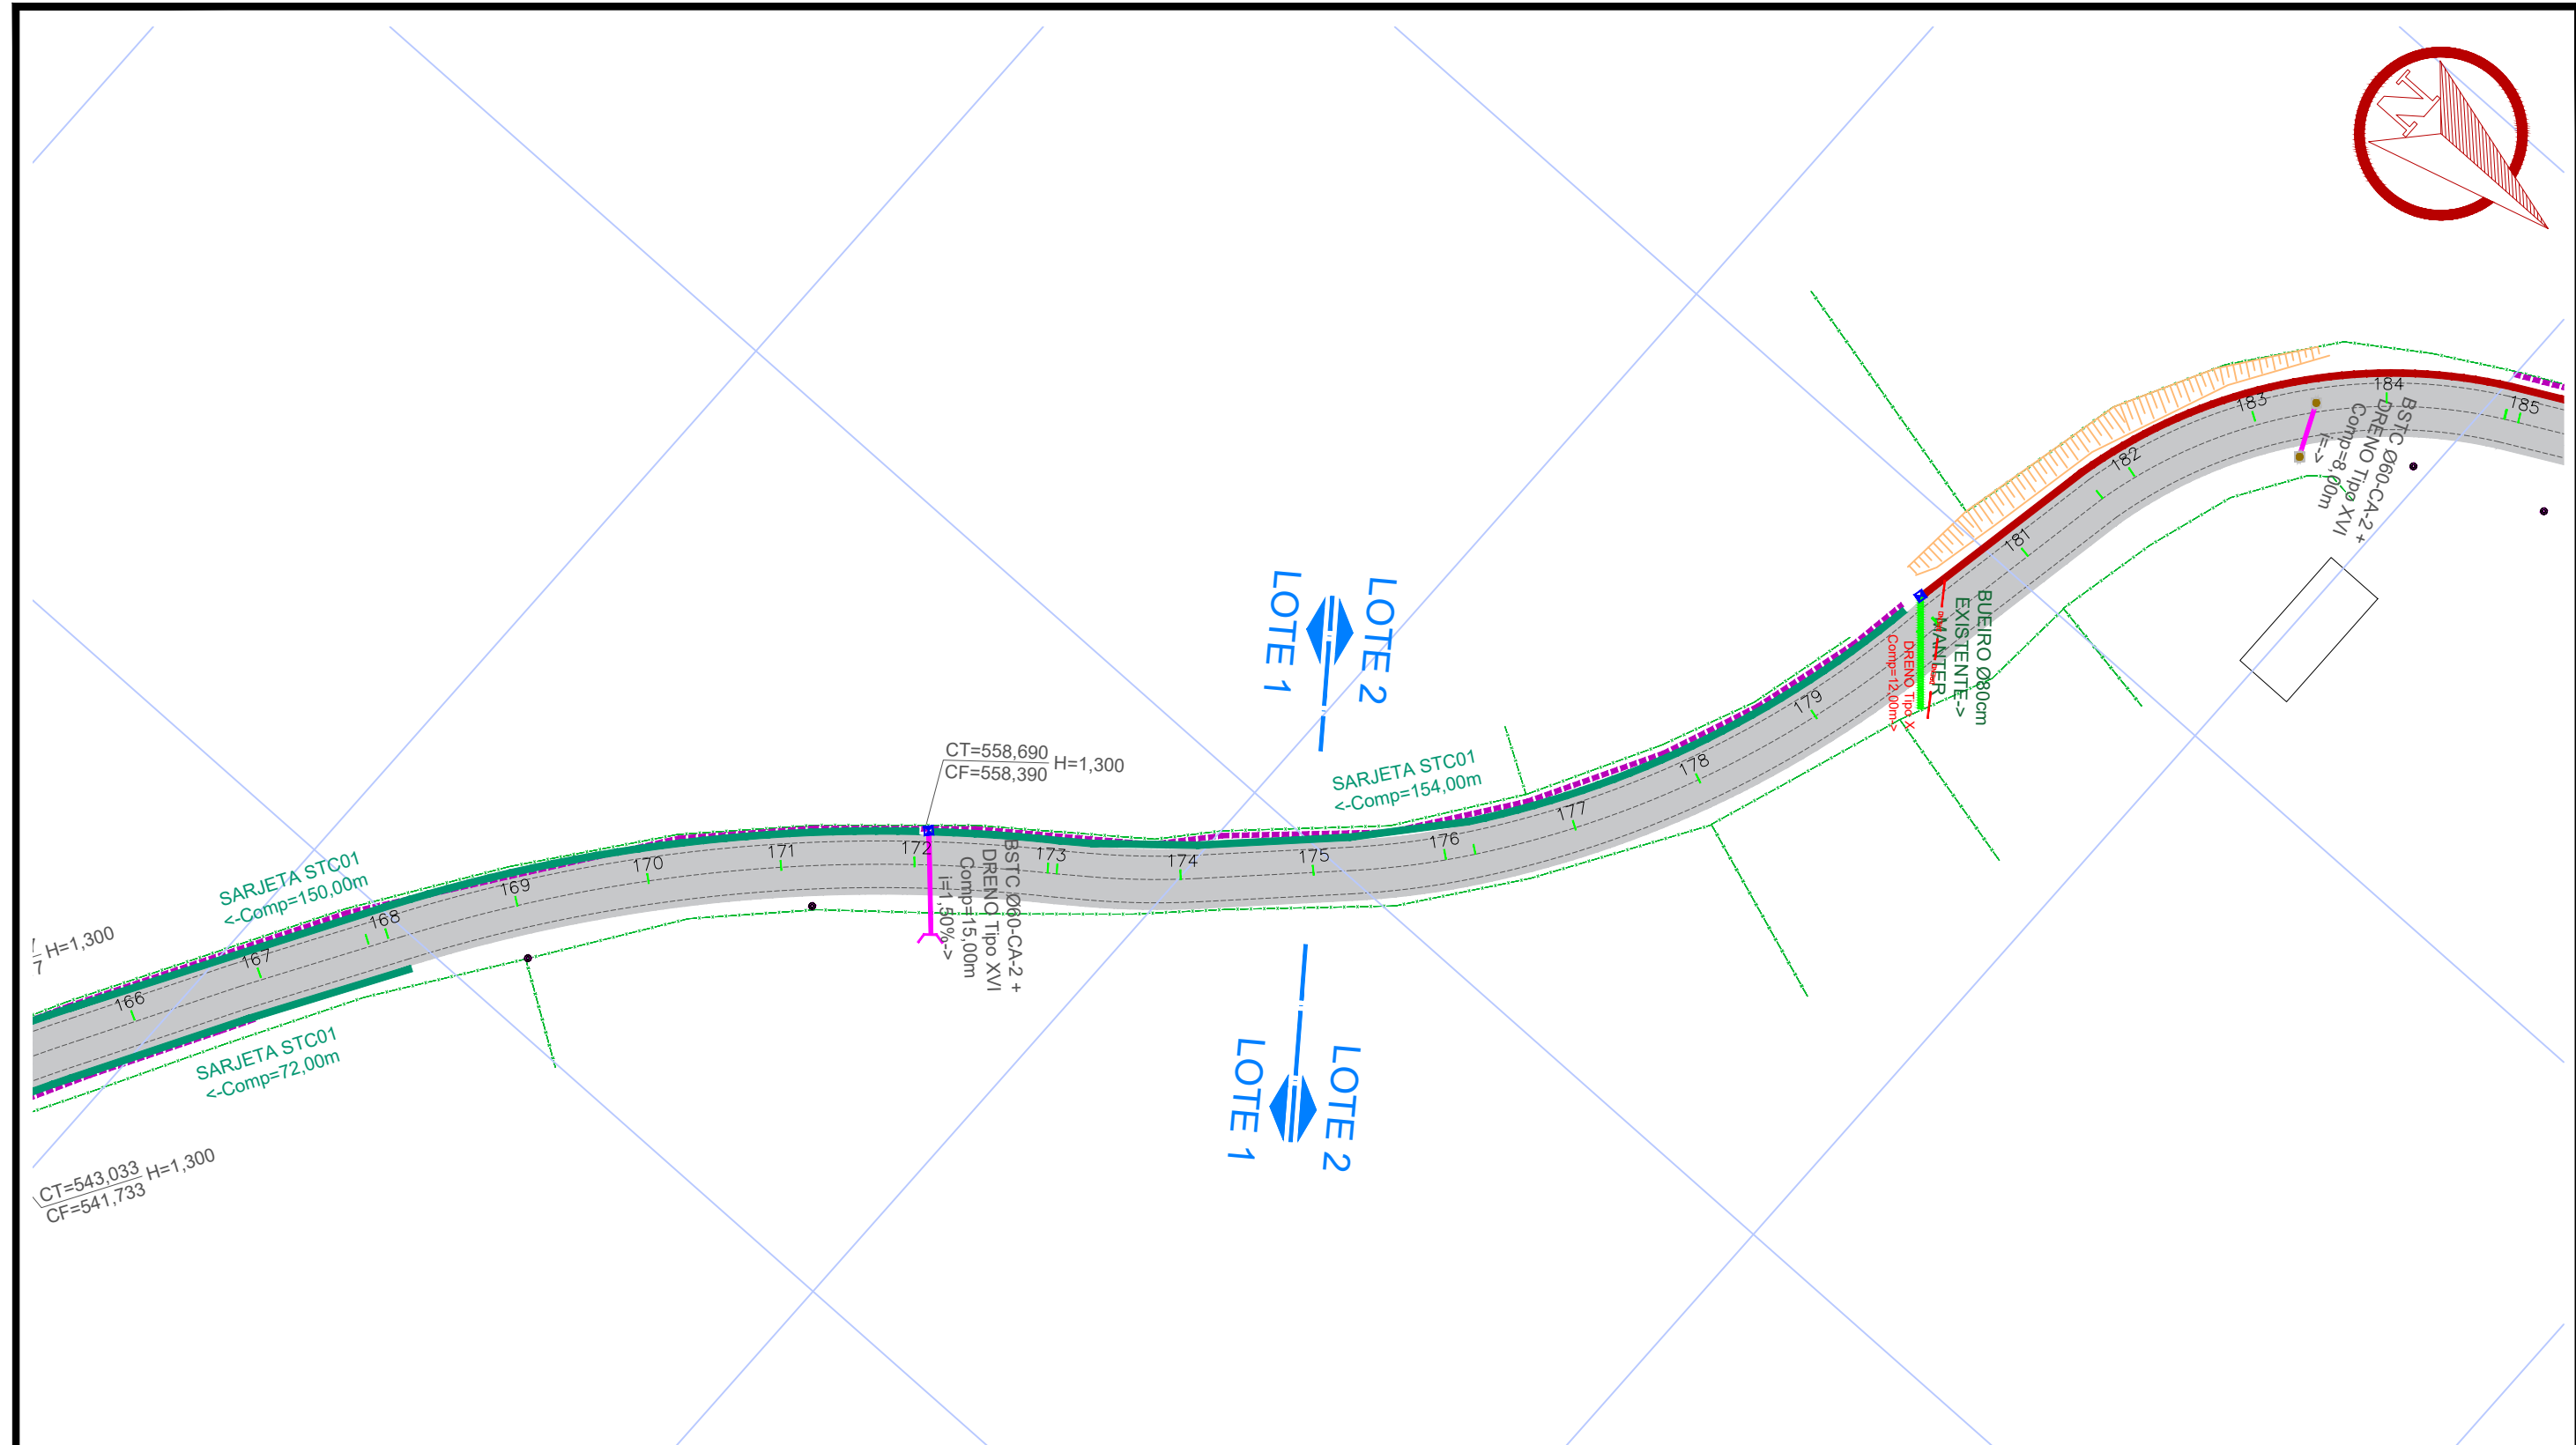 N
LOTE 1
LOTE 2
183
184
185
182
181
BSTC Ø60-CA-2 +
DRENO Tipo XVI
Comp=8,00m
i=->
BUEIRO Ø80cm
EXISTENTE->
MANTER
DRENO Tipo X
Comp=12,00m->
179
178
177
176
175
174
173
172
171
170
169
168
167
166
CT=558,690
CF=558,390
H=1,300
SARJETA STC01
<-Comp=154,00m
BSTC Ø60-CA-2 +
DRENO Tipo XVI
Comp=15,00m
i=1,50%->
SARJETA STC01
<-Comp=150,00m
7
H=1,300
SARJETA STC01
<-Comp=72,00m
LOTE 1
LOTE 2
CT=543,033
CF=541,733
H=1,300